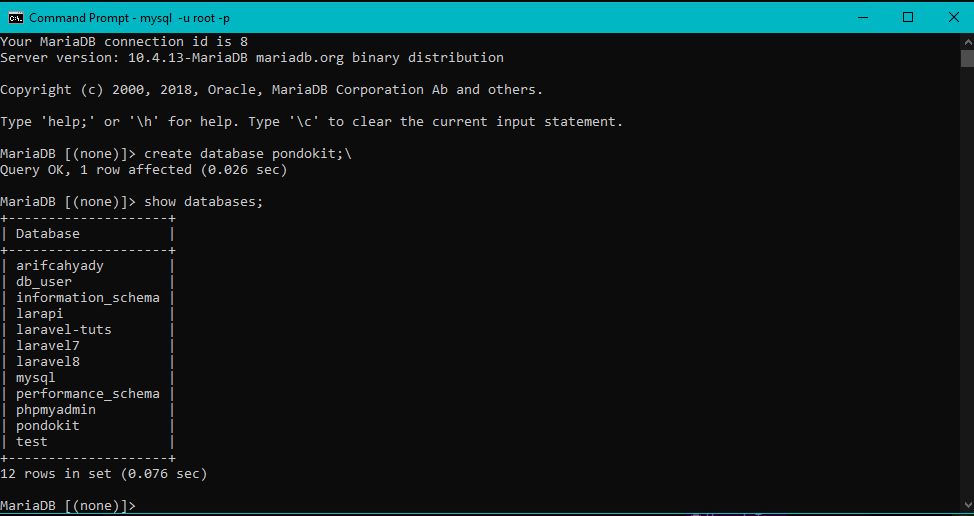 Command Prompt - mysql  -u root -p
Your MariaDB connection id is 8
Server version: 10.4.13-MariaDB mariadb.org binary distribution
Copyright (c) 2000, 2018, Oracle, MariaDB Corporation Ab and others.
Type 'help;' or '\h' for help. Type '\c' to clear the current input statement.
MariaDB [(none)]> create database pondokit;\
Query OK, 1 row affected (0.026 sec)
MariaDB [(none)]> show databases;
+--------------------+
| Database           |
+--------------------+
| arifcahyady        |
| db_user            |
| information_schema |
| larapi             |
| laravel-tuts       |
| laravel7           |
| laravel8           |
| mysql              |
| performance_schema |
| phpmyadmin         |
| pondokit           |
| test               |
+--------------------+
12 rows in set (0.076 sec)
MariaDB [(none)]>